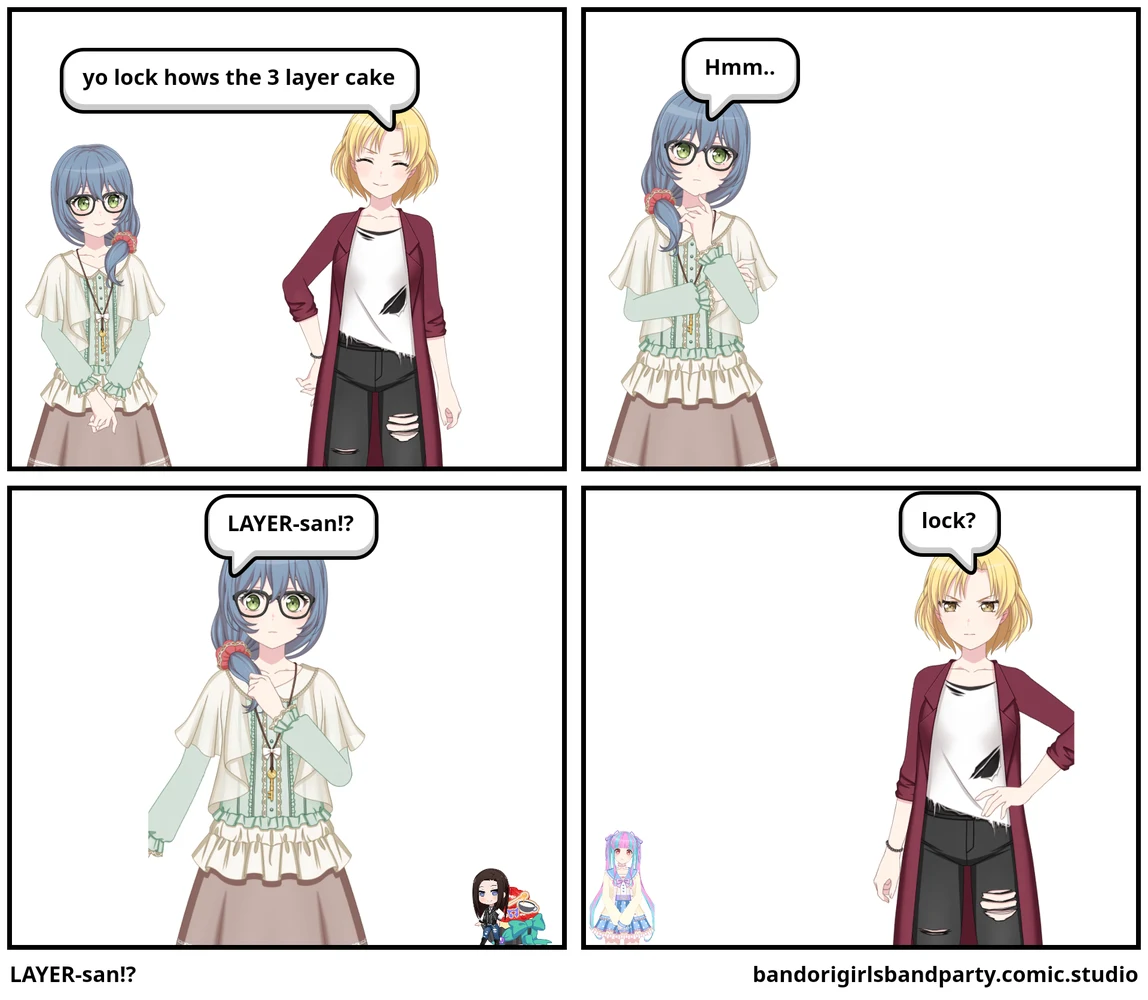 yo lock hows the 3 layer cake
Hmm..
LAYER-san!?
lock?
LAYER-san!?
bandorigirlsbandparty.comic.studio